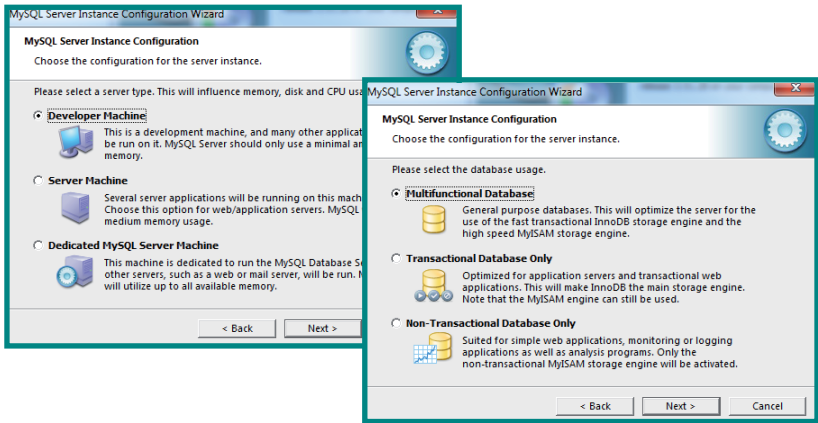 MySQL Server Instance Configuration Wizard
MySQL Server Instance Configuration
Choose the configuration for the server instance.
Please select a server type. This will influence memory, disk and CPU usa
Developer Machine
This is a development machine, and many other applicat
be run on it. MySQL Server should only use a minimal am
memory.
Server Machine
Several server applications will be running on this mach
Choose this option for web/application servers. MySQL
medium memory usage.
Dedicated MySQL Server Machine
This machine is dedicated to run the MySQL Database S
other servers, such as a web or mail server, will be run.
will utilize up to all available memory.
< Back
Next >
MySQL Server Instance Configuration Wizard
MySQL Server Instance Configuration
Choose the configuration for the server instance.
Please select the database usage.
Multifunctional Database
General purpose databases. This will optimize the server for the
use of the fast transactional InnoDB storage engine and the
high speed MyISAM storage engine.
Transactional Database Only
Optimized for application servers and transactional web
applications. This will make InnoDB the main storage engine.
Note that the MyISAM engine can still be used.
Non-Transactional Database Only
Suited for simple web applications, monitoring or logging
applications as well as analysis programs. Only the
non-transactional MyISAM storage engine will be activated.
< Back
Next >
Cancel